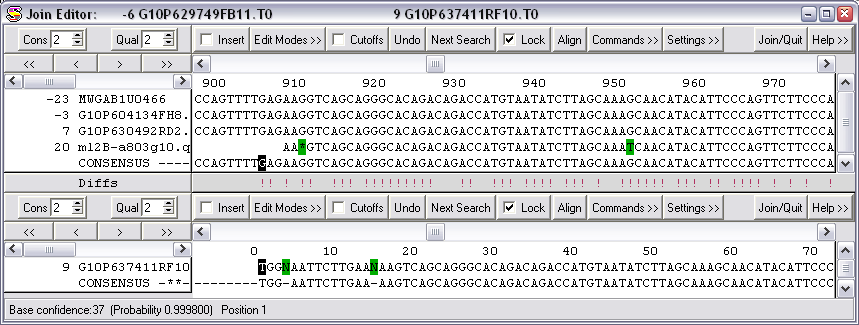 Join Editor: -6 G10P629749FB11.T0 9 G10P637411RF10.T0
Cons 2 Qual 2 Insert Edit Modes >> Cutoffs Undo Next Search Lock Align Commands >> Settings >> Join/Quit Help >>
<< < > >>
900 910 920 930 940 950 960 970
-23 MWGAB1U0466 CCAGTTTTGAGAAGGTCAGCAGGGCACAGACAGACCATGTAATATCTTAGCAAAGCAACATACATTCCCAGTTCTTCCCA
-3 G10P604134FH8. CCAGTTTTGAGAAGGTCAGCAGGGCACAGACAGACCATGTAATATCTTAGCAAAGCAACATACATTCCCAGTTCTTCCCA
7 G10P630492RD2. CCAGTTTTGAGAAGGTCAGCAGGGCACAGACAGACCATGTAATATCTTAGCAAAGCAACATACATTCCCAGTTCTTCCCA
20 ml2B-a803g10.q AA*GTCAGCAGGGCACAGACAGACCATGTAATATCTTAGCAAATCAACATACATTCCCAGTTCTTCCCA
CONSENSUS ---- CCAGTTTTGAGAAGGTCAGCAGGGCACAGACAGACCATGTAATATCTTAGCAAAGCAACATACATTCCCAGTTCTTCCCA
Diffs
Cons 2 Qual 2 Insert Edit Modes >> Cutoffs Undo Next Search Lock Align Commands >> Settings >> Join/Quit Help >>
<< < > >>
0 10 20 30 40 50 60 70
9 G10P637411RF10 TGGNAATTCTTGAANAAGTCAGCAGGGCACAGACAGACCATGTAATATCTTAGCAAAGCAACATACATTCCC
CONSENSUS -**- --------TGG-AATTCTTGAA-AAGTCAGCAGGGCACAGACAGACCATGTAATATCTTAGCAAAGCAACATACATTCCC
Base confidence:37 (Probability 0.999800) Position 1